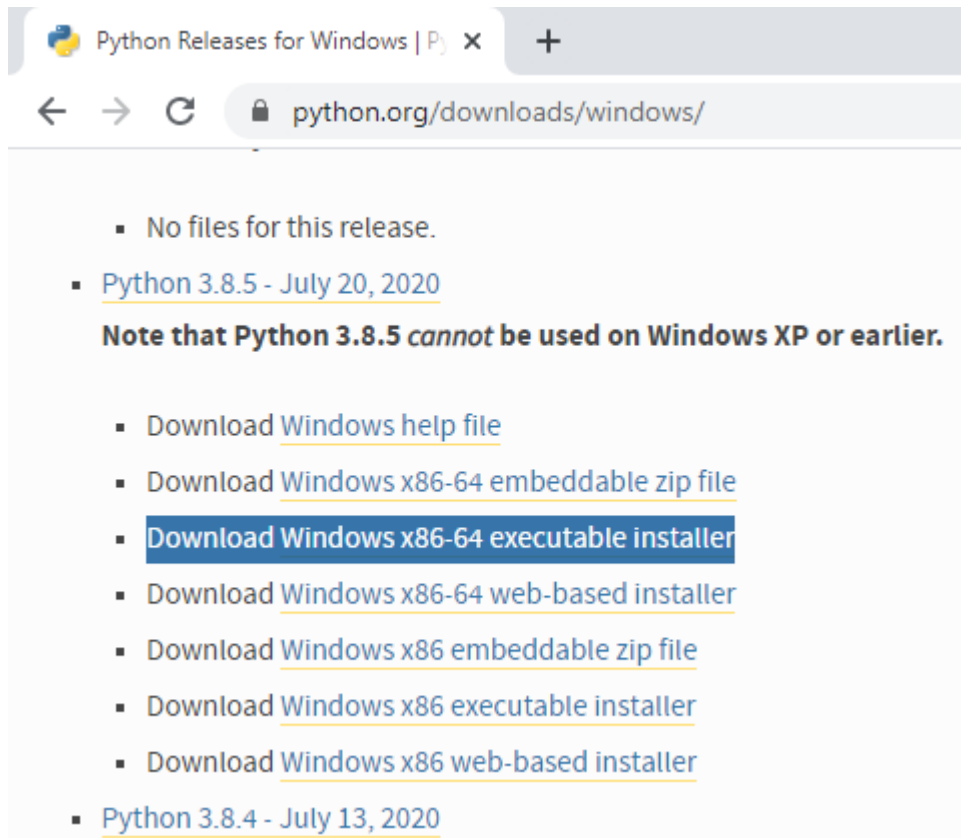 Python Releases for Windows | Py
python.org/downloads/windows/
No files for this release.
Python 3.8.5 - July 20, 2020
Note that Python 3.8.5 cannot be used on Windows XP or earlier.
Download Windows help file
Download Windows x86-64 embeddable zip file
Download Windows x86-64 executable installer
Download Windows x86-64 web-based installer
Download Windows x86 embeddable zip file
Download Windows x86 executable installer
Download Windows x86 web-based installer
Python 3.8.4 - July 13, 2020